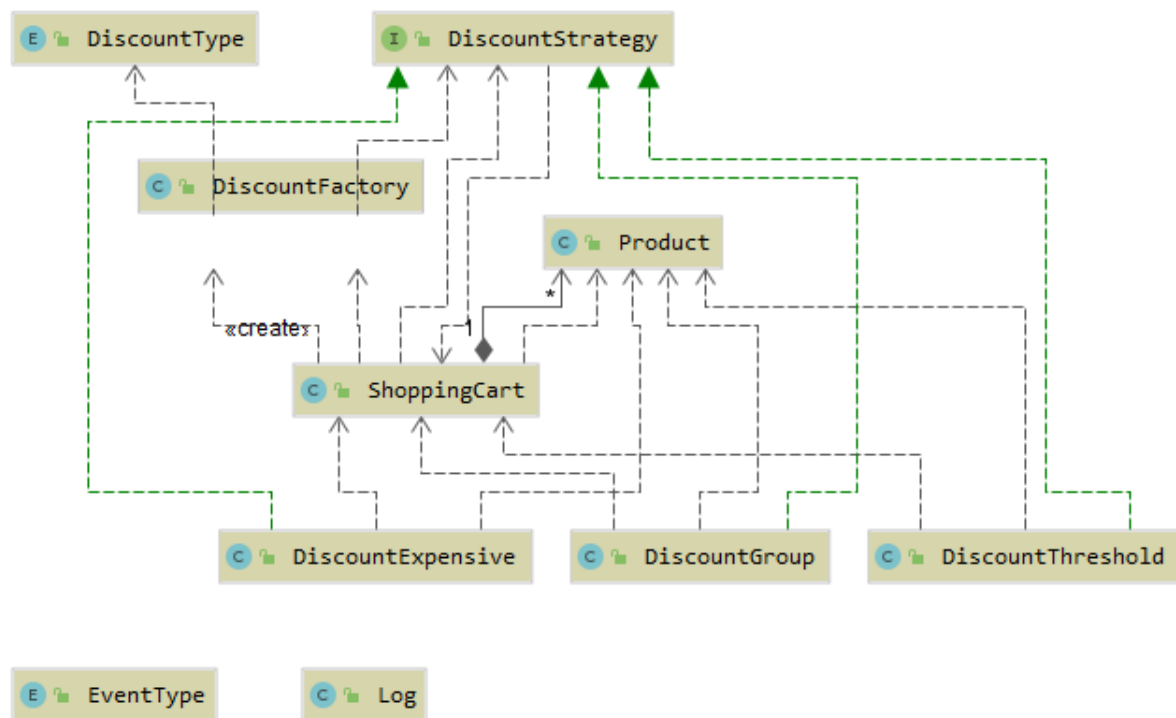 E DiscountType
I DiscountStrategy
C DiscountFactory
C Product
*
«create»
1
C ShoppingCart
C DiscountExpensive
C DiscountGroup
C DiscountThreshold
E EventType
C Log